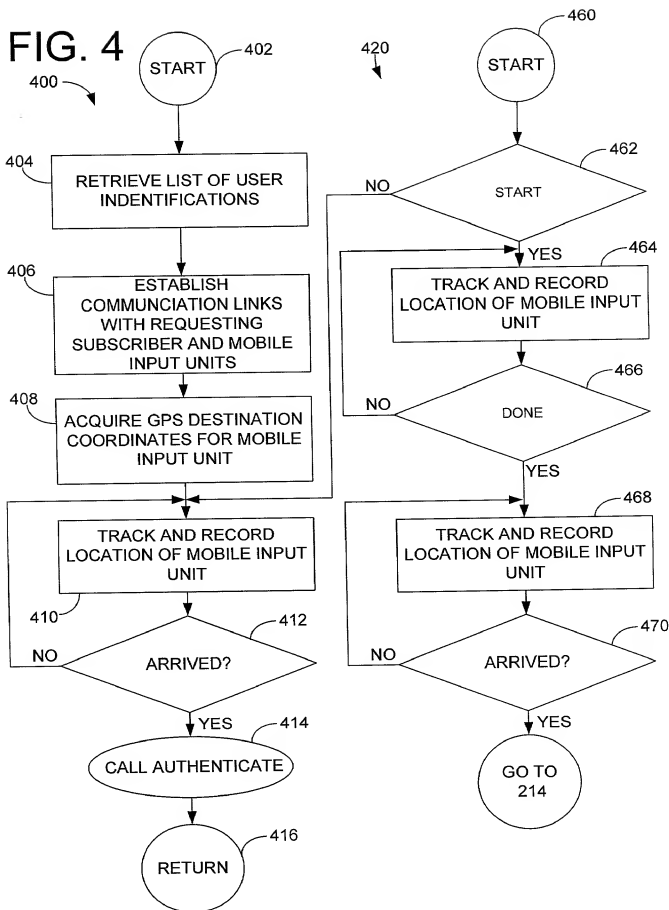 FIG. 4
400
START
402
404
RETRIEVE LIST OF USER
INDENTIFICATIONS
406
ESTABLISH
COMMUNCIATION LINKS
WITH REQUESTING
SUBSCRIBER AND MOBILE
INPUT UNITS
408
ACQUIRE GPS DESTINATION
COORDINATES FOR MOBILE
INPUT UNIT
TRACK AND RECORD
LOCATION OF MOBILE INPUT
UNIT
410
412
NO
ARRIVED?
YES
414
CALL AUTHENTICATE
416
RETURN
420
460
START
462
NO
START
YES
464
TRACK AND RECORD
LOCATION OF MOBILE INPUT
UNIT
466
NO
DONE
YES
468
TRACK AND RECORD
LOCATION OF MOBILE INPUT
UNIT
470
NO
ARRIVED?
YES
GO TO
214